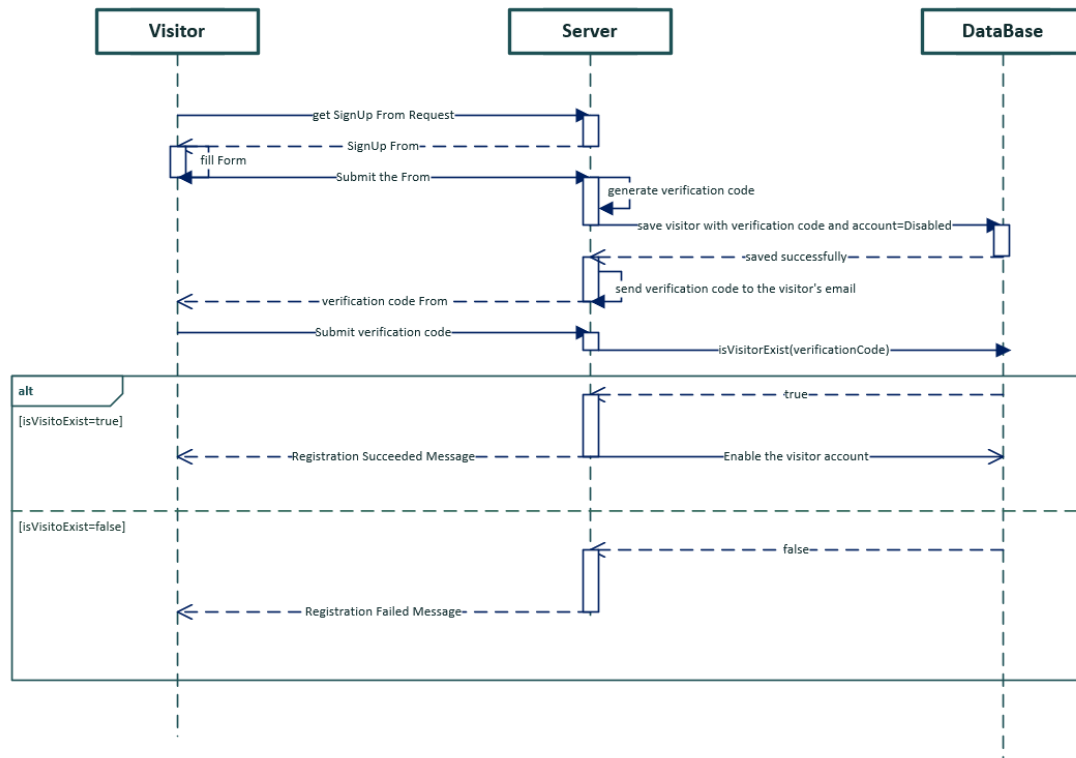 Visitor
Server
DataBase
get SignUp From Request
SignUp From
fill Form
Submit the From
generate verification code
save visitor with verification code and account=Disabled
saved successfully
send verification code to the visitor's email
verification code From
Submit verification code
isVisitorExist(verificationCode)
alt
true
[isVisitoExist=true]
Registration Succeeded Message
Enable the visitor account
[isVisitoExist=false]
false
Registration Failed Message